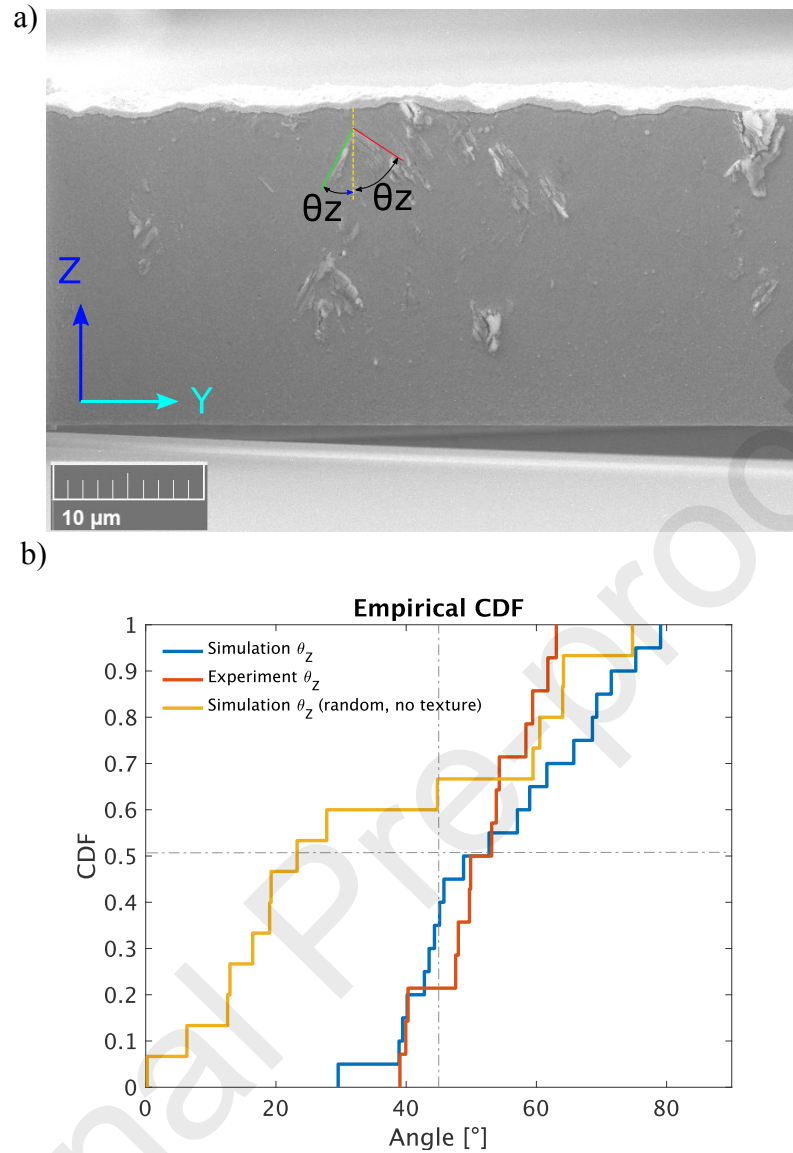 a)
θz θz
Z
Y
10 µm
b)
Empirical CDF
Simulation θZ
Experiment θZ
Simulation θZ (random, no texture)
CDF
1
0.9
0.8
0.7
0.6
0.5
0.4
0.3
0.2
0.1
0
0 20 40 60 80
Angle [°]
nal Pre-proo